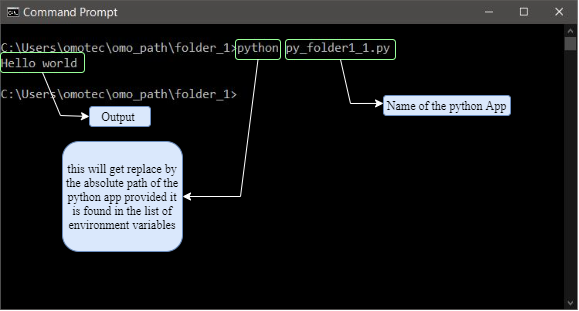 Command Prompt
C:\Users\omotec\omo_path\folder_1>python py_folder1_1.py
Hello world
C:\Users\omotec\omo_path\folder_1>
Output
Name of the python App
this will get replace by
the absolute path of the
python app provided it
is found in the list of
environment variables